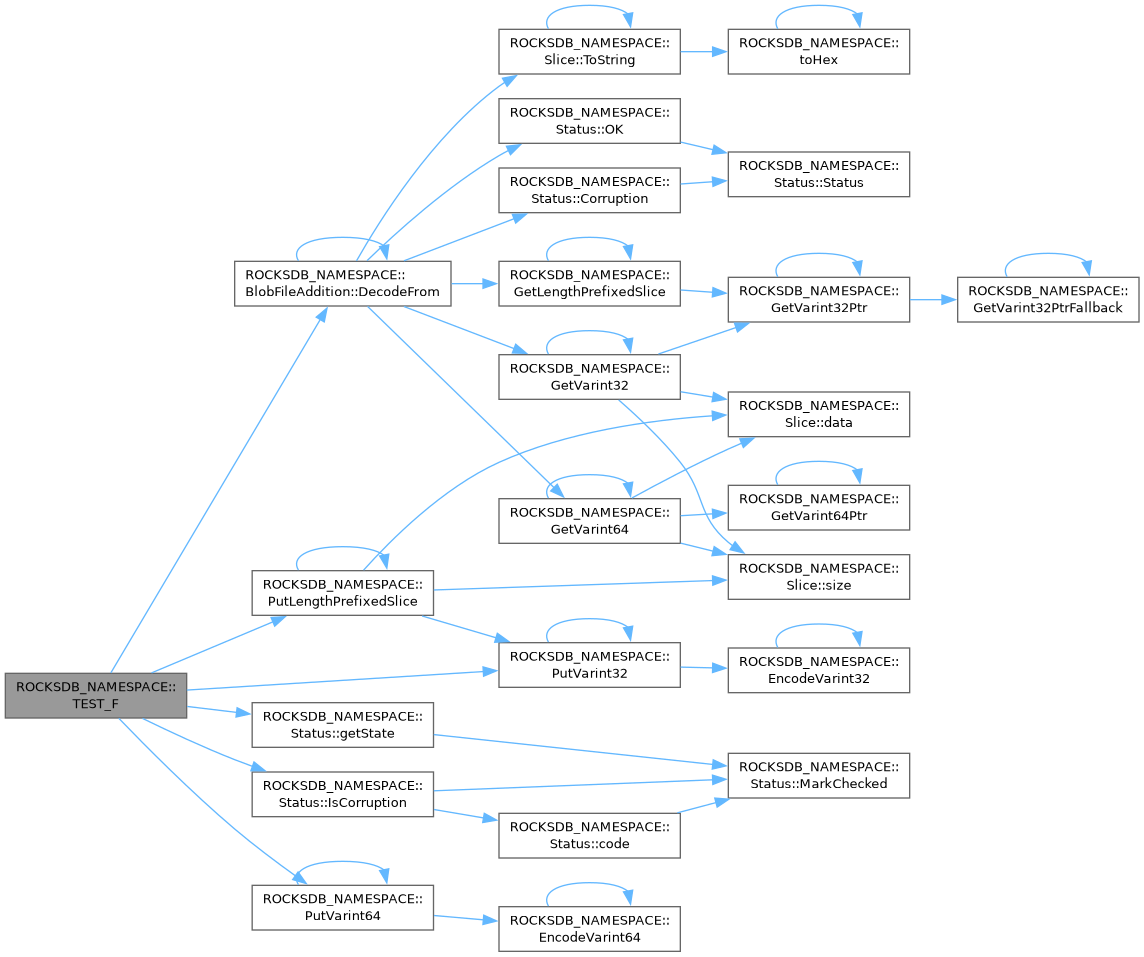 ROCKSDB_NAMESPACE::
Slice::ToString
ROCKSDB_NAMESPACE::
toHex
ROCKSDB_NAMESPACE::
Status::OK
ROCKSDB_NAMESPACE::
Status::Status
ROCKSDB_NAMESPACE::
Status::Corruption
ROCKSDB_NAMESPACE::
BlobFileAddition::DecodeFrom
ROCKSDB_NAMESPACE::
GetLengthPrefixedSlice
ROCKSDB_NAMESPACE::
GetVarint32Ptr
ROCKSDB_NAMESPACE::
GetVarint32PtrFallback
ROCKSDB_NAMESPACE::
GetVarint32
ROCKSDB_NAMESPACE::
Slice::data
ROCKSDB_NAMESPACE::
GetVarint64
ROCKSDB_NAMESPACE::
GetVarint64Ptr
ROCKSDB_NAMESPACE::
Slice::size
ROCKSDB_NAMESPACE::
PutLengthPrefixedSlice
ROCKSDB_NAMESPACE::
PutVarint32
ROCKSDB_NAMESPACE::
EncodeVarint32
ROCKSDB_NAMESPACE::
TEST_F
ROCKSDB_NAMESPACE::
Status::getState
ROCKSDB_NAMESPACE::
Status::MarkChecked
ROCKSDB_NAMESPACE::
Status::IsCorruption
ROCKSDB_NAMESPACE::
Status::code
ROCKSDB_NAMESPACE::
PutVarint64
ROCKSDB_NAMESPACE::
EncodeVarint64